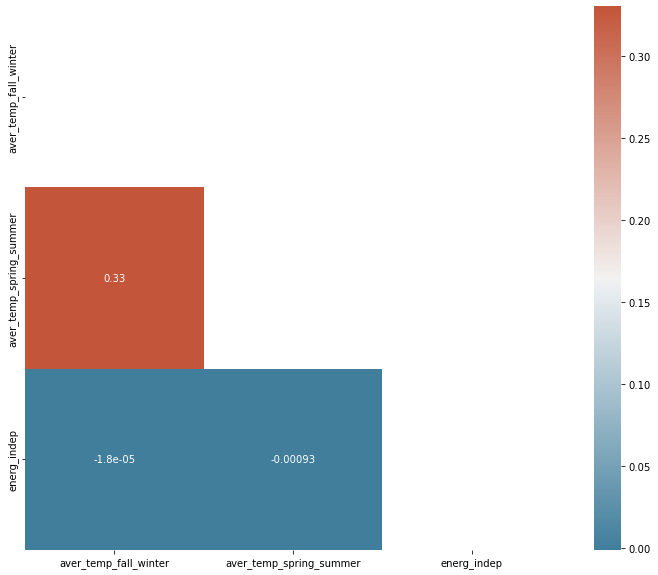 aver_temp_fall_winter
aver_temp_spring_summer
energ_indep
0.33
-1.8e-05
-0.00093
aver_temp_fall_winter
aver_temp_spring_summer
energ_indep
0.30
0.25
0.20
0.15
0.10
0.05
0.00